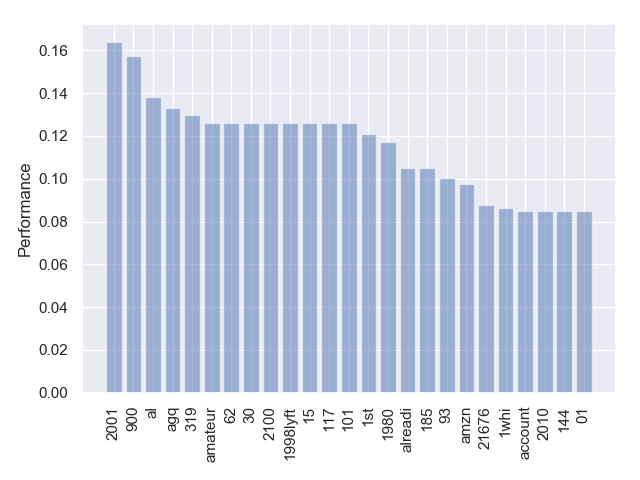 0.16
0.14
0.12
0.10
0.08
0.06
0.04
0.02
0.00
Performance
2001
900
al
agq
319
amateur
62
30
2100
1998lyft
15
117
101
1st
1980
alreadi
185
93
amzn
21676
1whi
account
2010
144
01